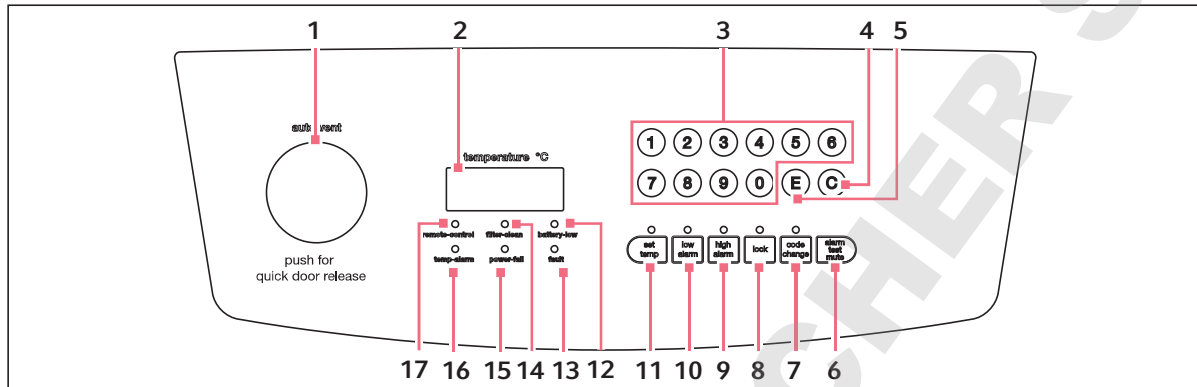 1 2 3 4 5
auto vent
temperature °C
1 2 3 4 5 6
7 8 9 0 E C
remote-control filter-clean battery-low
temp-alarm power-fail fault
set temp
low alarm
high alarm
lock
code change
alarm test mute
push for
quick door release
17 16 15 14 13 12 11 10 9 8 7 6
CHER S